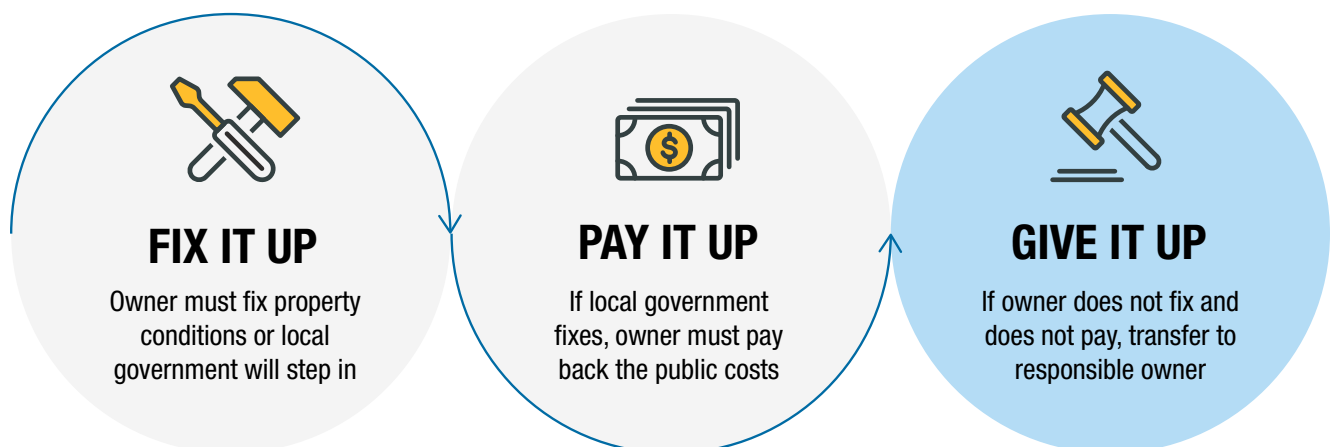 FIX IT UP
Owner must fix property
conditions or local
government will step in
$
PAY IT UP
If local government
fixes, owner must pay
back the public costs
GIVE IT UP
If owner does not fix and
does not pay, transfer to
responsible owner